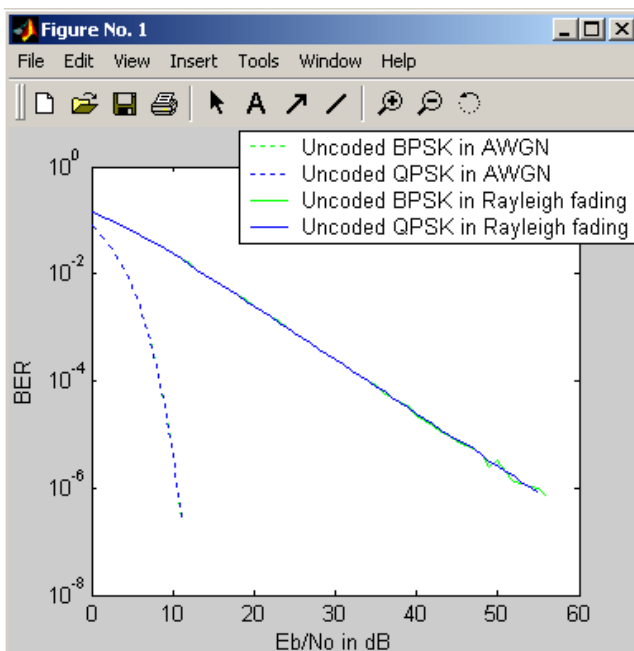 Figure No. 1
File Edit View Insert Tools Window Help
A
Uncoded BPSK in AWGN
Uncoded QPSK in AWGN
Uncoded BPSK in Rayleigh fading
Uncoded QPSK in Rayleigh fading
10^0
10^-2
10^-4
10^-6
10^-8
BER
0 10 20 30 40 50 60
Eb/No in dB